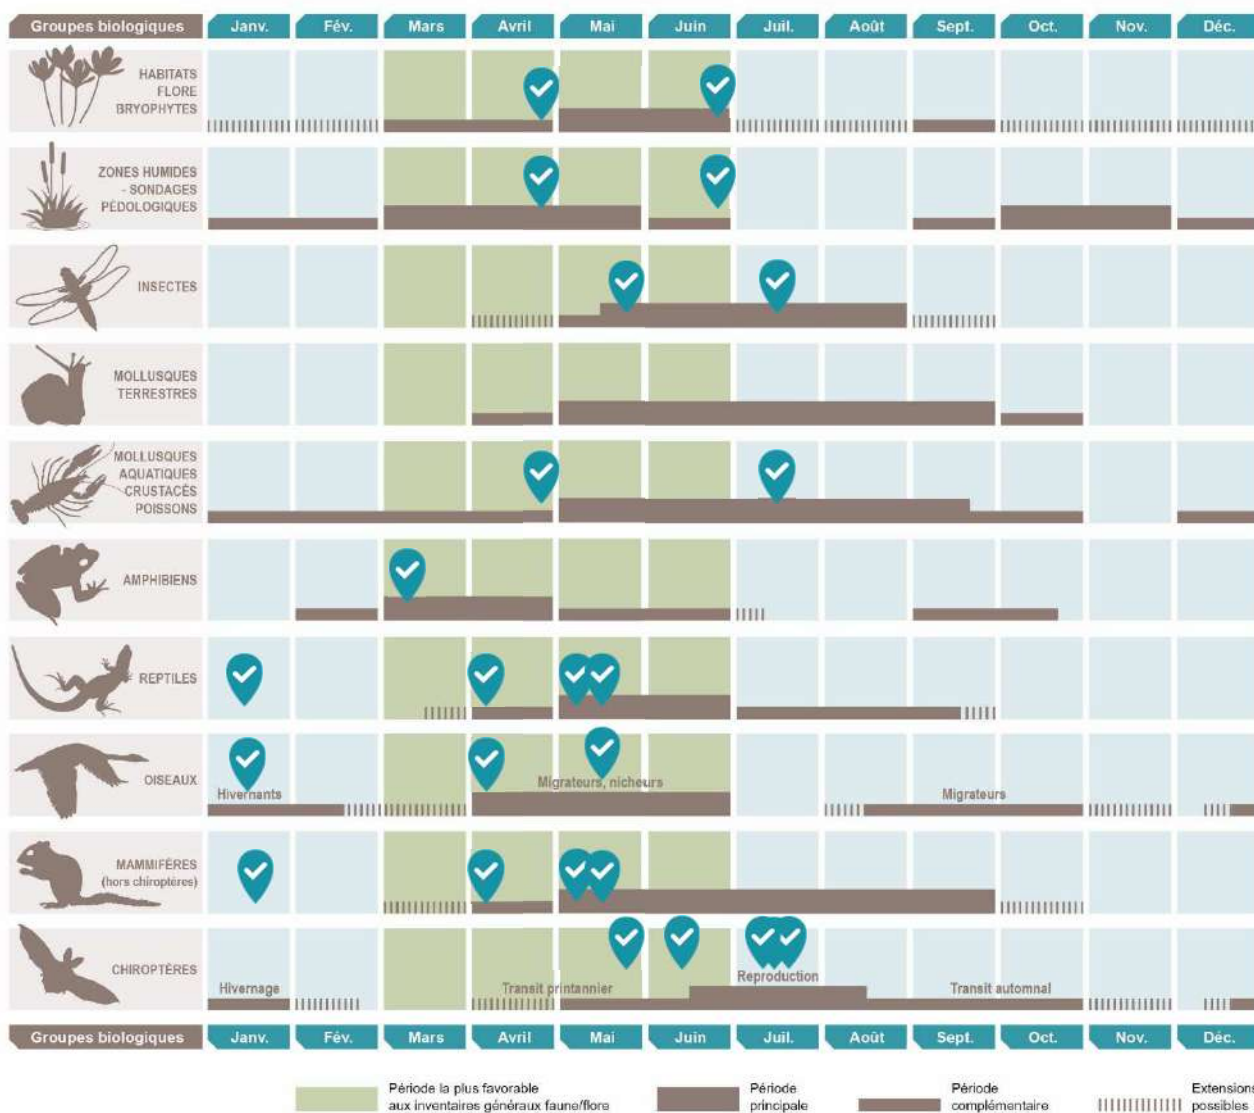 Groupes biologiques Janv. Fév. Mars Avril Mai Juin Juil. Août Sept. Oct. Nov. Déc.
HABITATS
FLORE
BRYOPHYTES
ZONES HUMIDES
- SONDAGES
PÉDOLOGIQUES
INSECTES
MOLLUSQUES
TERRESTRES
MOLLUSQUES
AQUATIQUES
CRUSTACÉS
POISSONS
AMPHIBIENS
REPTILES
OISEAUX
Hivernants
Migrateurs, nicheurs
Migrateurs
MAMMIFÈRES
(hors chiroptères)
CHIROPTÈRES
Hivernage
Transit printannier
Reproduction
Transit automnal
Groupes biologiques Janv. Fév. Mars Avril Mai Juin Juil. Août Sept. Oct. Nov. Déc.
Période la plus favorable
aux inventaires généraux faune/flore
Période
principale
Période
complémentaire
Extensions
possibles